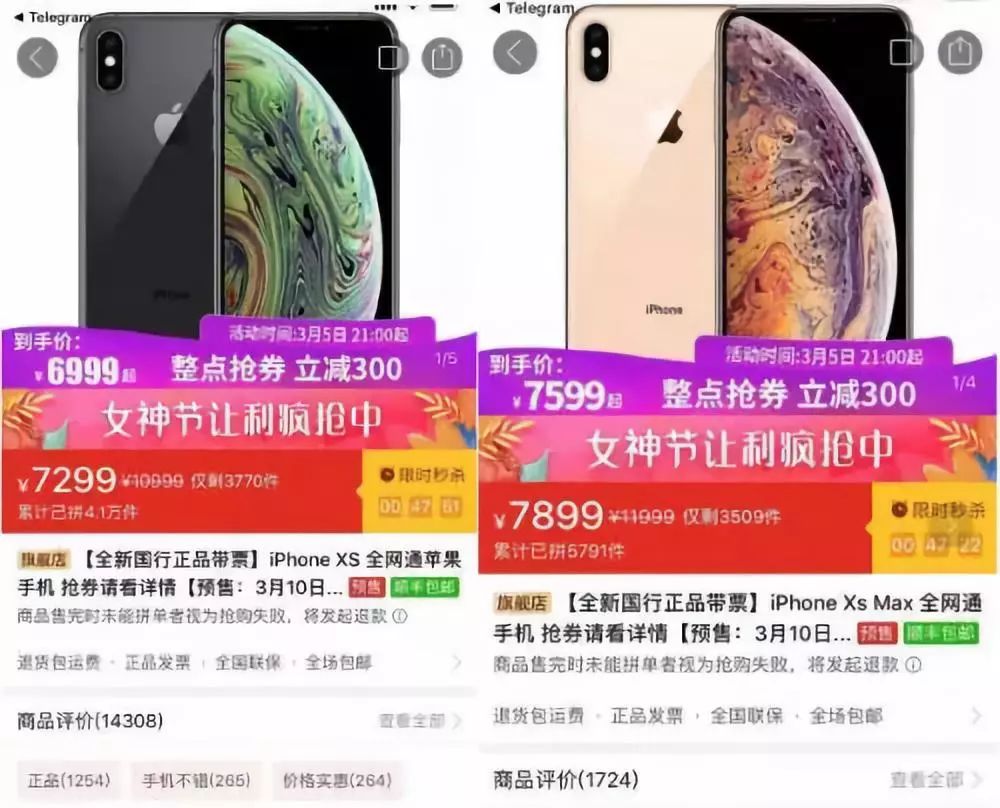 ◀ Telegram
iPhone
活动时间:3月5日 21:00起
到手价:
¥6999起
整点抢券 立减300
1/5
女神节让利疯抢中
¥7299 ¥10999 仅剩3770件
累计已拼4.1万件
限时秒杀
00 47 51
旗舰店 【全新国行正品带票】iPhone XS 全网通苹果
手机 抢券请看详情【预售：3月10日... 预售 顺丰包邮
商品售完时未能拼单者视为抢购失败，将发起退款
退货包运费 · 正品发票 · 全国联保 · 全场包邮
商品评价(14308)
查看全部
正品(1254) 手机不错(265) 价格实惠(264)
◀ Telegram
iPhone
活动时间:3月5日 21:00起
到手价:
¥7599起
整点抢券 立减300
1/4
女神节让利疯抢中
¥7899 ¥11999 仅剩3509件
累计已拼5791件
限时秒杀
00 47 22
旗舰店 【全新国行正品带票】iPhone Xs Max 全网通
手机 抢券请看详情【预售：3月10日... 预售 顺丰包邮
商品售完时未能拼单者视为抢购失败，将发起退款
退货包运费 · 正品发票 · 全国联保 · 全场包邮
商品评价(1724)
查看全部